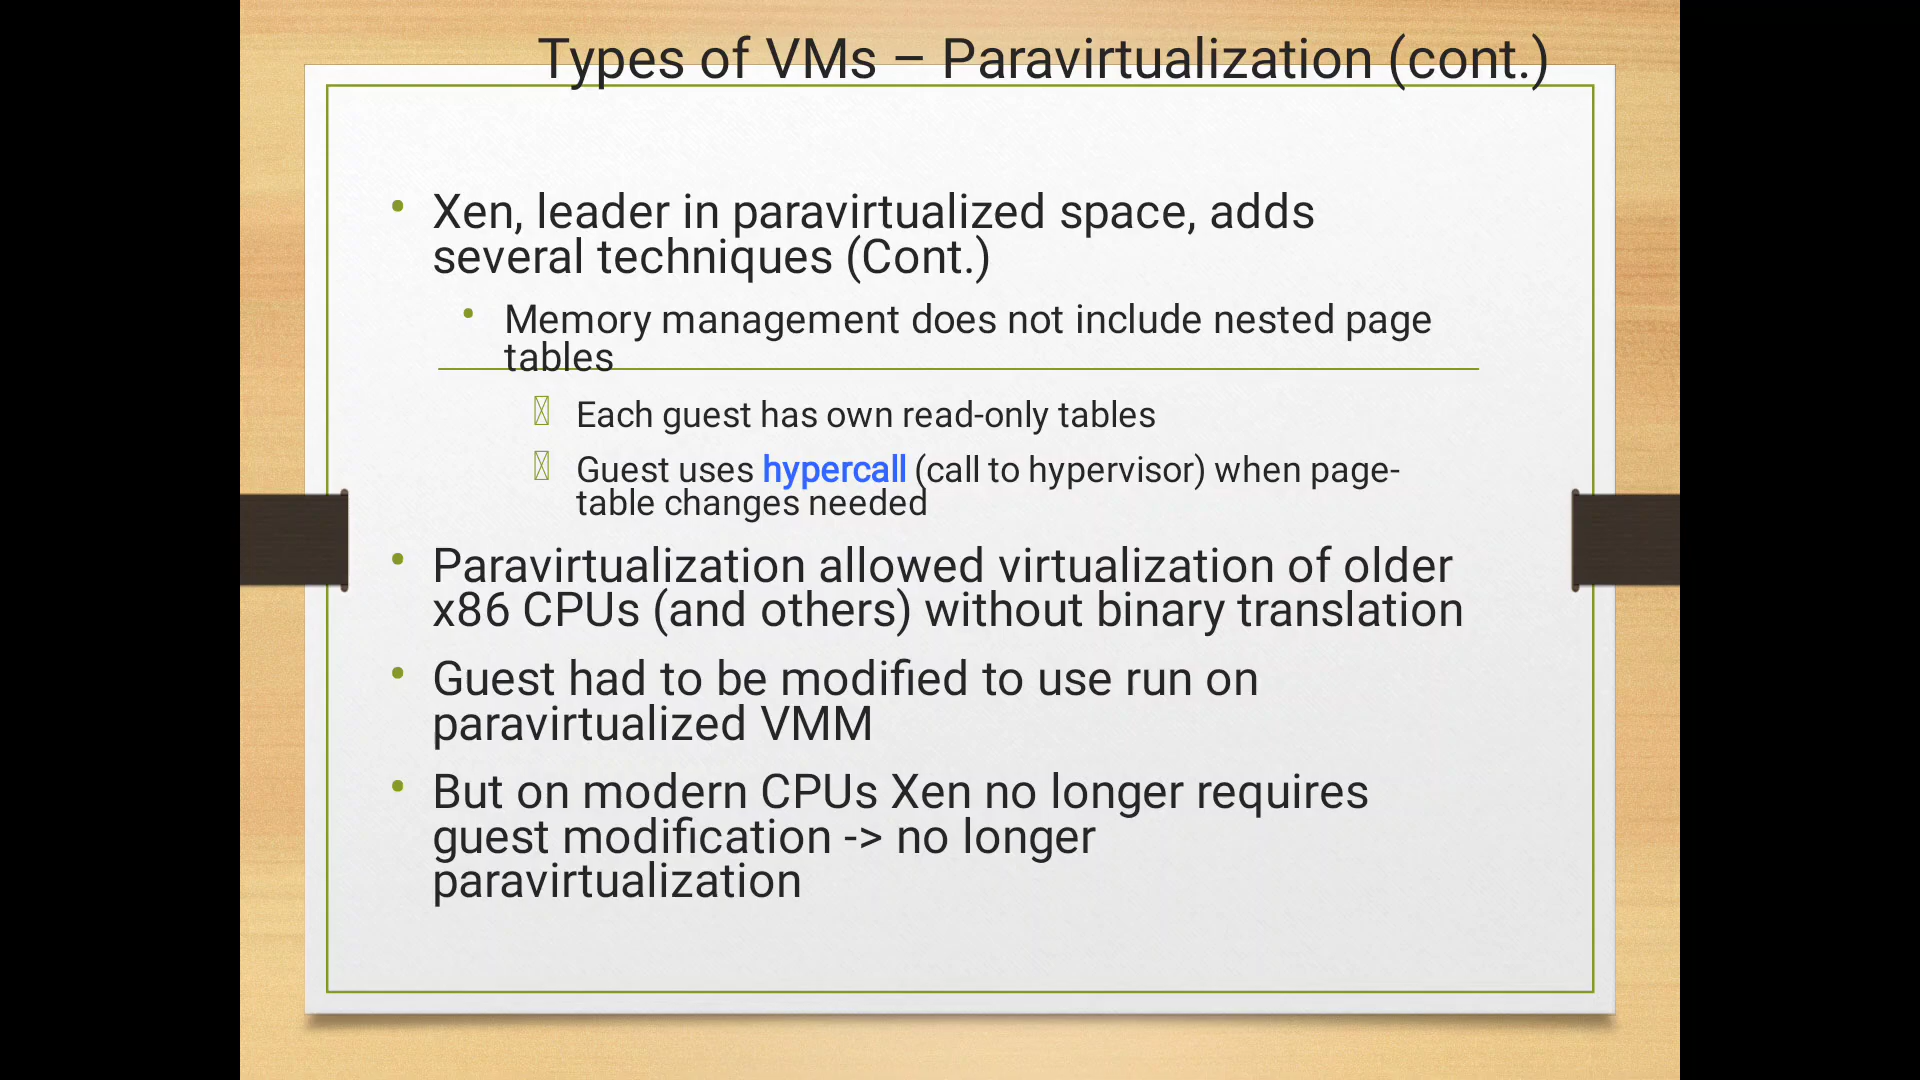 Types of VMs – Paravirtualization (cont.)
• Xen, leader in paravirtualized space, adds
several techniques (Cont.)
• Memory management does not include nested page
tables
Each guest has own read-only tables
Guest uses hypercall (call to hypervisor) when page-
table changes needed
• Paravirtualization allowed virtualization of older
x86 CPUs (and others) without binary translation
• Guest had to be modified to use run on
paravirtualized VMM
• But on modern CPUs Xen no longer requires
guest modification -> no longer
paravirtualization